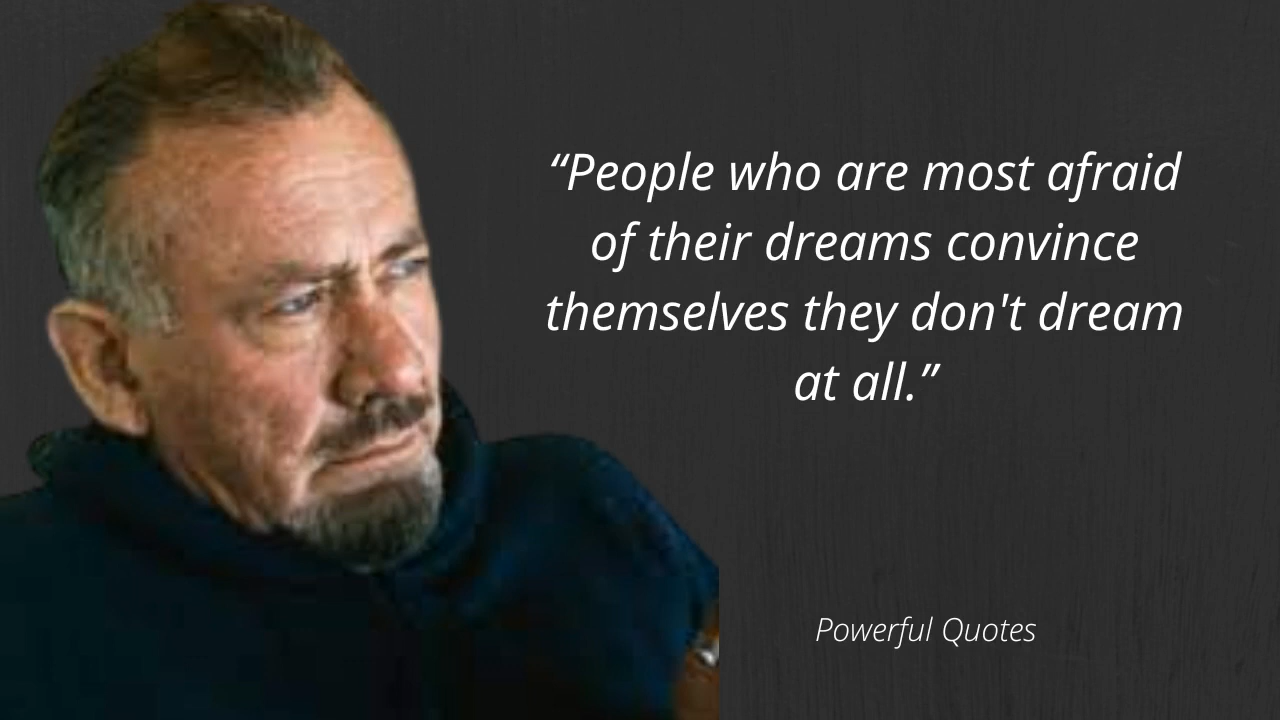 “People who are most afraid
of their dreams convince
themselves they don't dream
at all.”
Powerful Quotes